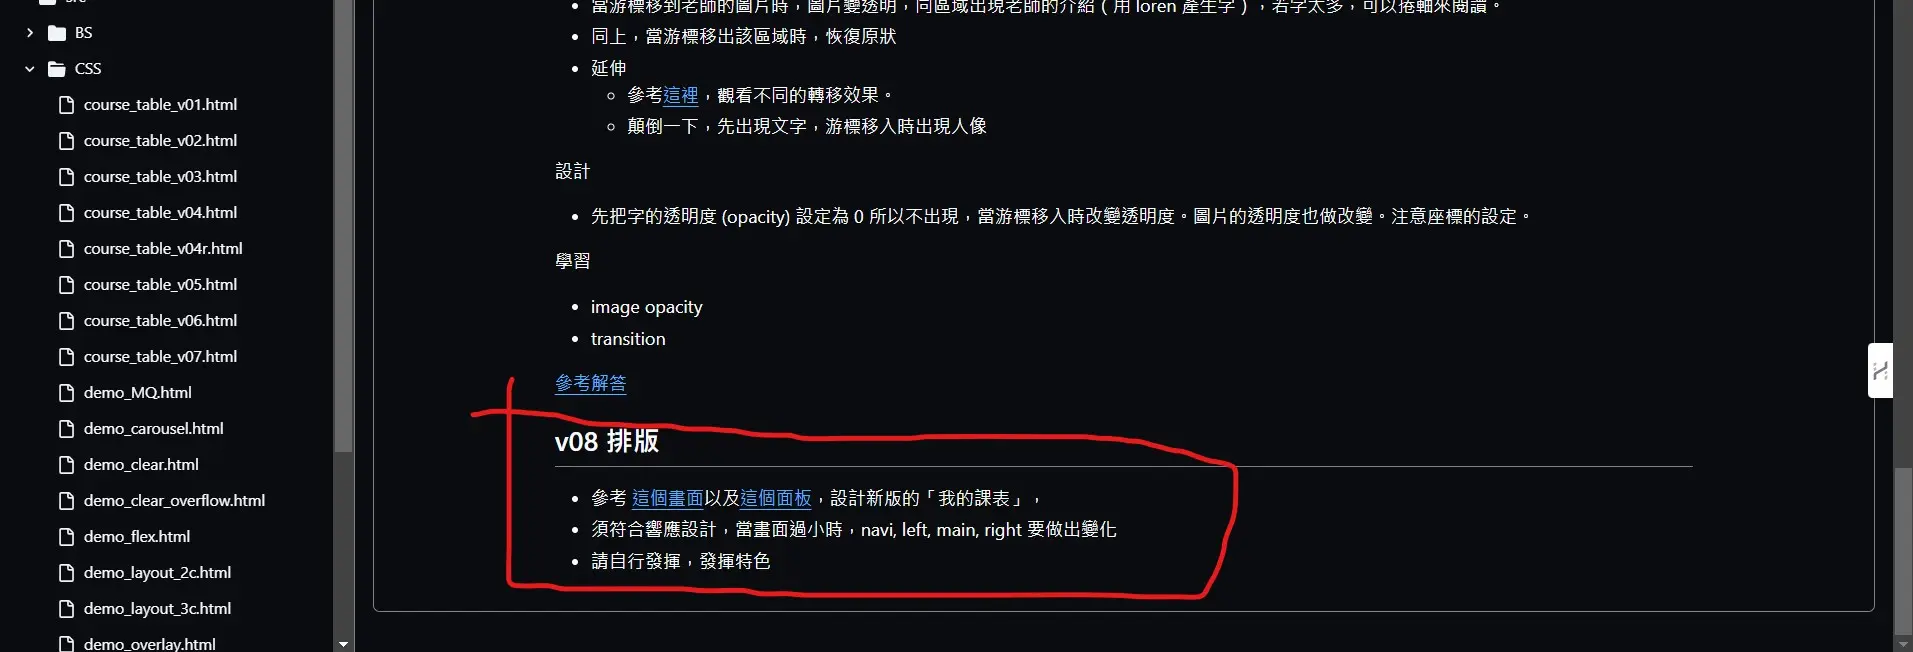 src
BS
CSS
course_table_v01.html
course_table_v02.html
course_table_v03.html
course_table_v04.html
course_table_v04r.html
course_table_v05.html
course_table_v06.html
course_table_v07.html
demo_MQ.html
demo_carousel.html
demo_clear.html
demo_clear_overflow.html
demo_flex.html
demo_layout_2c.html
demo_layout_3c.html
demo_overlay.html
當游標移到老師的圖片時，圖片變透明，同區域出現老師的介紹 ( 用 loren 產生字 )，若字太多，可以捲軸來閱讀。
同上，當游標移出該區域時，恢復原狀
延伸
參考這裡，觀看不同的轉移效果。
顛倒一下，先出現文字，游標移入時出現人像
設計
先把字的透明度 (opacity) 設定為 0 所以不出現，當游標移入時改變透明度。圖片的透明度也做改變。注意座標的設定。
學習
image opacity
transition
參考解答
v08 排版
參考 這個畫面以及這個面板，設計新版的「我的課表」，
須符合響應設計，當畫面過小時，navi, left, main, right 要做出變化
請自行發揮，發揮特色